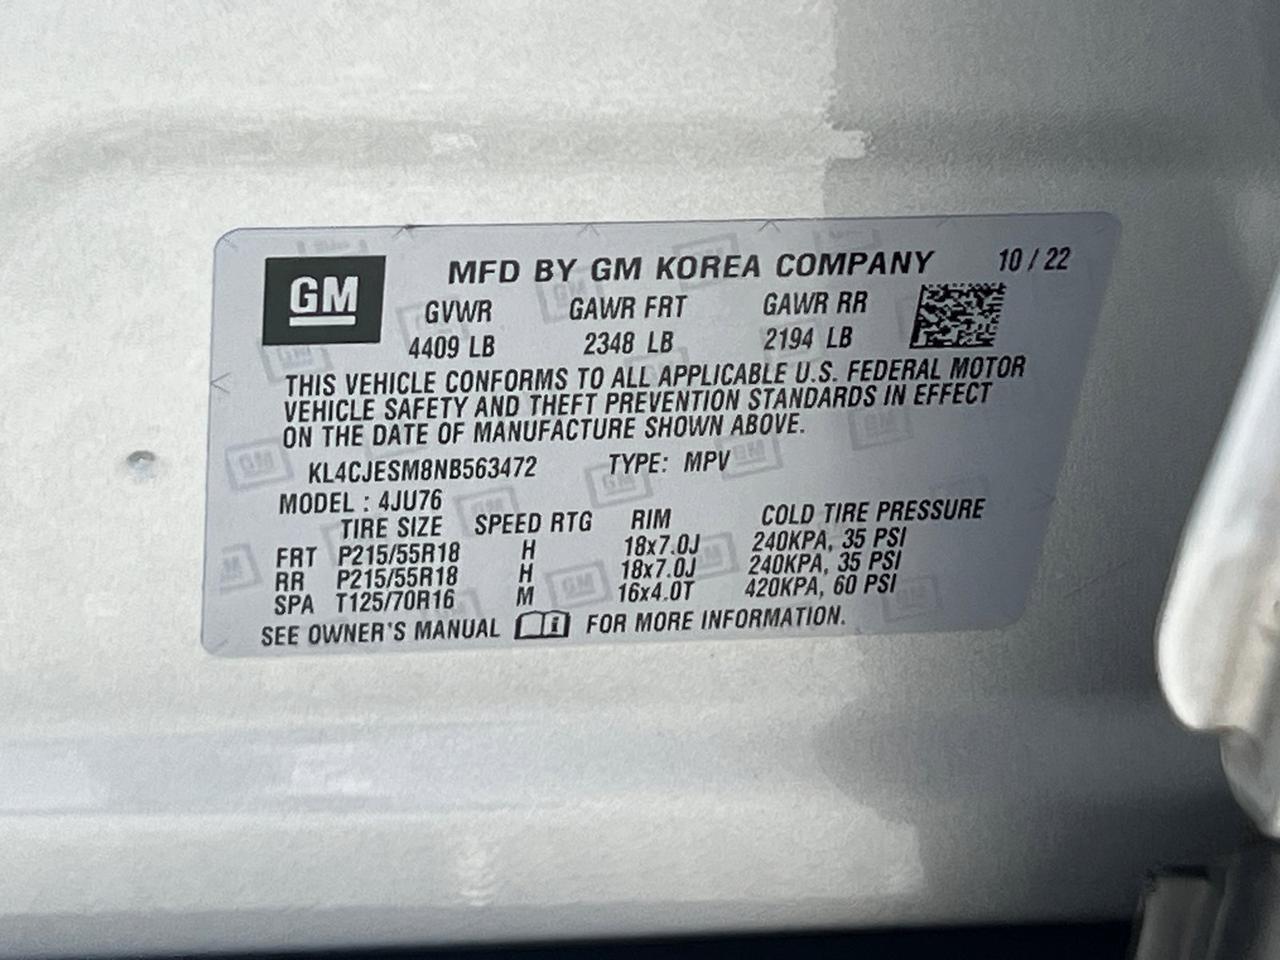 GM
MFD BY GM KOREA COMPANY 10 / 22
GVWR GAWR FRT GAWR RR
4409 LB 2348 LB 2194 LB
THIS VEHICLE CONFORMS TO ALL APPLICABLE U.S. FEDERAL MOTOR
VEHICLE SAFETY AND THEFT PREVENTION STANDARDS IN EFFECT
ON THE DATE OF MANUFACTURE SHOWN ABOVE.
KL4CJESM8NB563472 TYPE: MPV
MODEL : 4JU76
TIRE SIZE SPEED RTG RIM COLD TIRE PRESSURE
FRT P215/55R18 H 18x7.0J 240KPA, 35 PSI
RR P215/55R18 H 18x7.0J 240KPA, 35 PSI
SPA T125/70R16 M 16x4.0T 420KPA, 60 PSI
SEE OWNER'S MANUAL i FOR MORE INFORMATION.